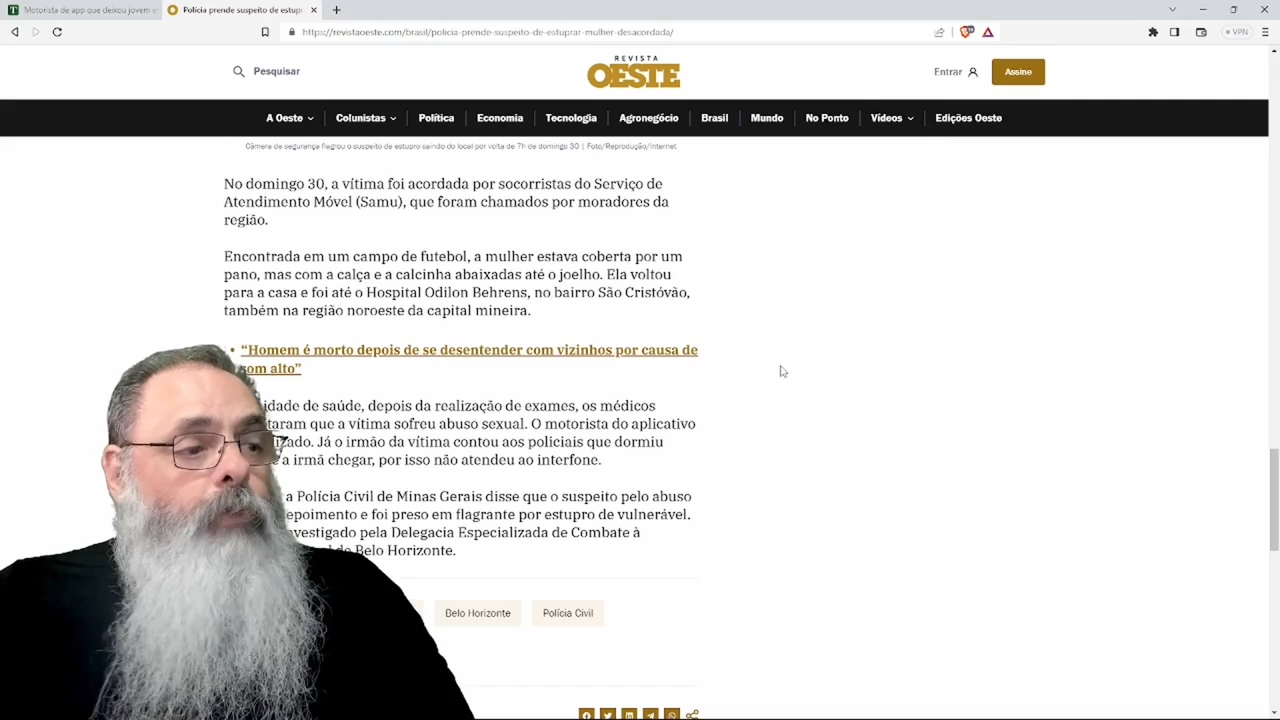 Motorista de app que deixou jovem e
Polícia prende suspeito de estupr
https://revistaoeste.com/brasil/policia-prende-suspeito-de-estuprar-mulher-desacordada/
VPN
Pesquisar
REVISTA
OESTE
Entrar
Assine
A Oeste
Colunistas
Política
Economia
Tecnologia
Agronegócio
Brasil
Mundo
No Ponto
Vídeos
Edições Oeste
Câmera de segurança flagrou o suspeito de estupro saindo do local por volta de 7h de domingo 30 | Foto/Reprodução/Internet
No domingo 30, a vítima foi acordada por socorristas do Serviço de
Atendimento Móvel (Samu), que foram chamados por moradores da
região.
Encontrada em um campo de futebol, a mulher estava coberta por um
pano, mas com a calça e a calcinha abaixadas até o joelho. Ela voltou
para a casa e foi até o Hospital Odilon Behrens, no bairro São Cristóvão,
também na região noroeste da capital mineira.
• “Homem é morto depois de se desentender com vizinhos por causa de
om alto”
idade de saúde, depois da realização de exames, os médicos
taram que a vítima sofreu abuso sexual. O motorista do aplicativo
izado. Já o irmão da vítima contou aos policiais que dormiu
a irmã chegar, por isso não atendeu ao interfone.
a Polícia Civil de Minas Gerais disse que o suspeito pelo abuso
epoimento e foi preso em flagrante por estupro de vulnerável.
nvestigado pela Delegacia Especializada de Combate à
de Belo Horizonte.
Belo Horizonte
Polícia Civil